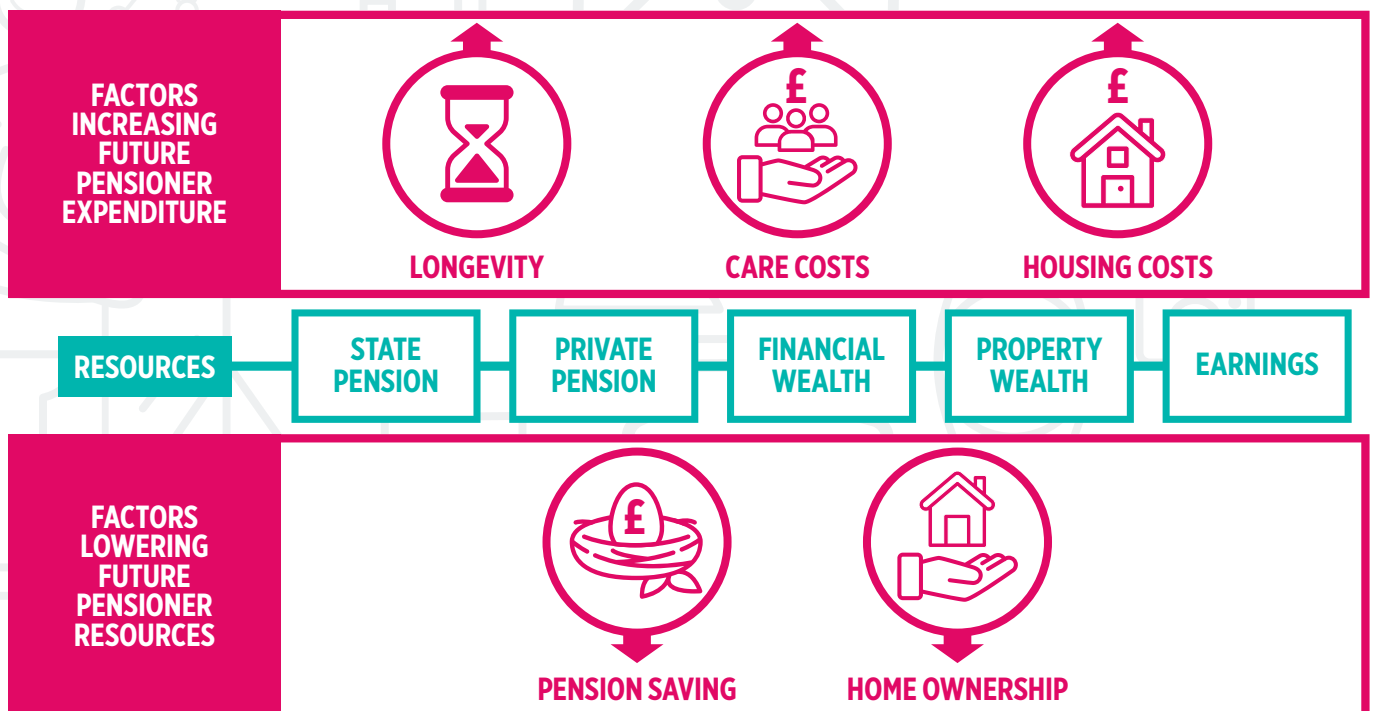 FACTORS
INCREASING
FUTURE
PENSIONER
EXPENDITURE
£
£
LONGEVITY
CARE COSTS
HOUSING COSTS
RESOURCES
STATE
PENSION
PRIVATE
PENSION
FINANCIAL
WEALTH
PROPERTY
WEALTH
EARNINGS
FACTORS
LOWERING
FUTURE
PENSIONER
RESOURCES
£
PENSION SAVING
HOME OWNERSHIP